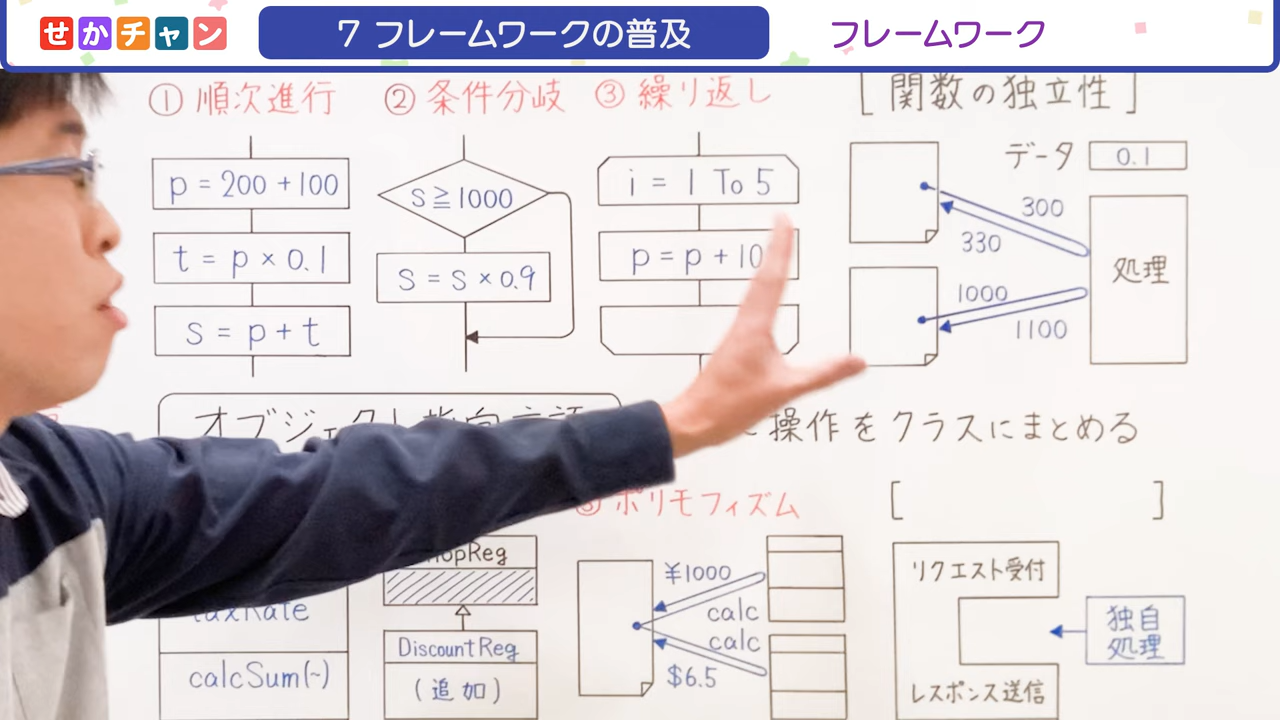 せかチャン
7 フレームワークの普及
フレームワーク
① 順次進行
② 条件分岐
③ 繰り返し
[ 関数の独立性 ]
p = 200 + 100
t = p × 0.1
s = p + t
s ≧ 1000
s = s × 0.9
i = 1 To 5
p = p + 10
データ
0.1
300
330
1000
1100
処理
操作をクラスにまとめる
ポリモフィズム
[ ]
calcSum(~)
DiscountReg
(追加)
¥1000
calc
calc
$6.5
リクエスト受付
独自
処理
レスポンス送信